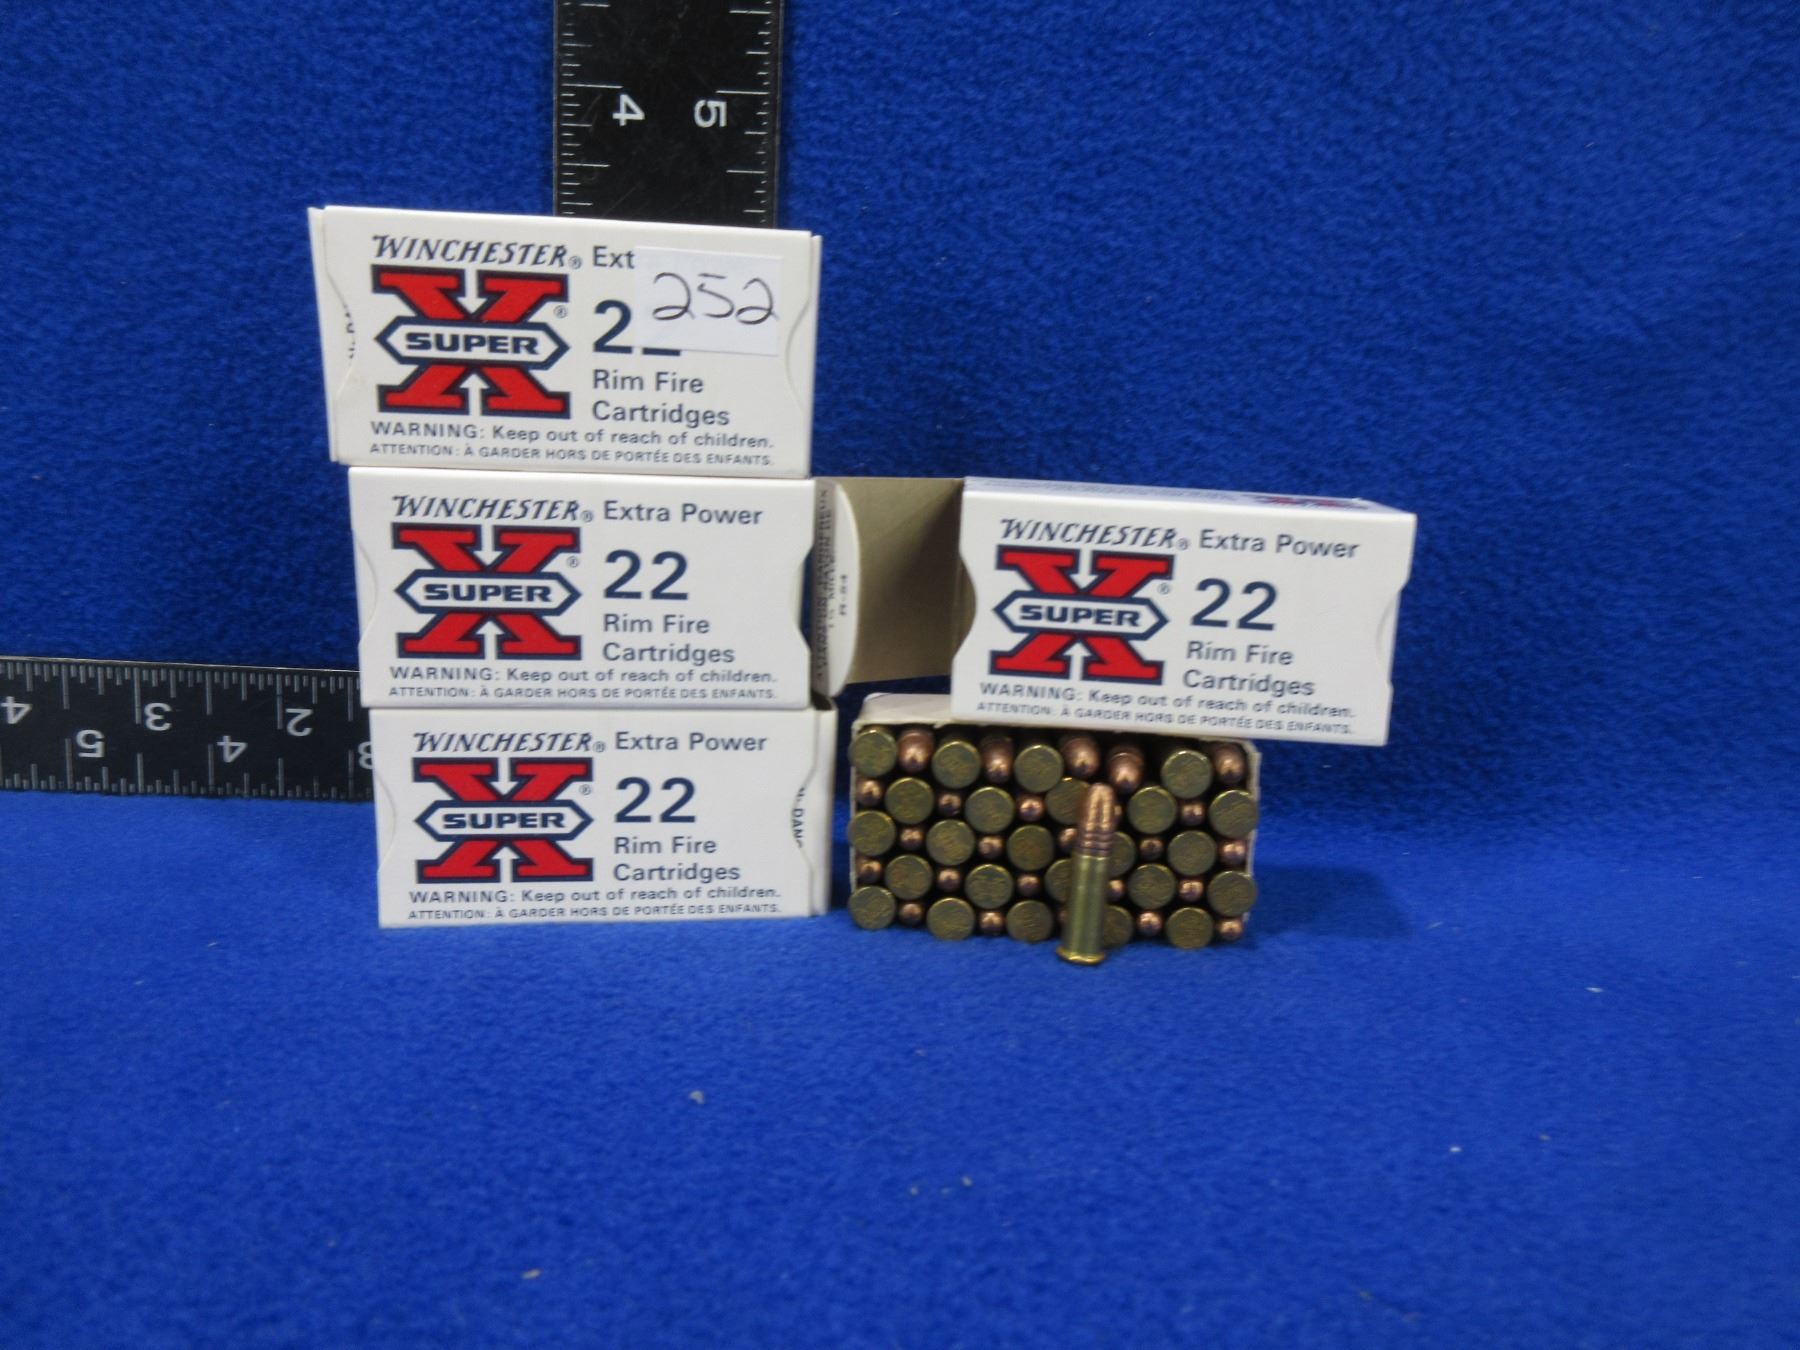 4 5
WINCHESTER® Ext
252
X® 2
SUPER
Rim Fire
Cartridges
WARNING: Keep out of reach of children.
ATTENTION: À GARDER HORS DE PORTÉE DES ENFANTS.
WINCHESTER® Extra Power
X® 22
SUPER
Rim Fire
Cartridges
WARNING: Keep out of reach of children.
ATTENTION: À GARDER HORS DE PORTÉE DES ENFANTS.
R-84
WINCHESTER® Extra Power
X® 22
SUPER
Rim Fire
Cartridges
WARNING: Keep out of reach of children.
ATTENTION: À GARDER HORS DE PORTÉE DES ENFANTS.
4 3 2
5 4 3
WINCHESTER® Extra Power
X® 22
SUPER
Rim Fire
Cartridges
WARNING: Keep out of reach of children.
ATTENTION: À GARDER HORS DE PORTÉE DES ENFANTS.